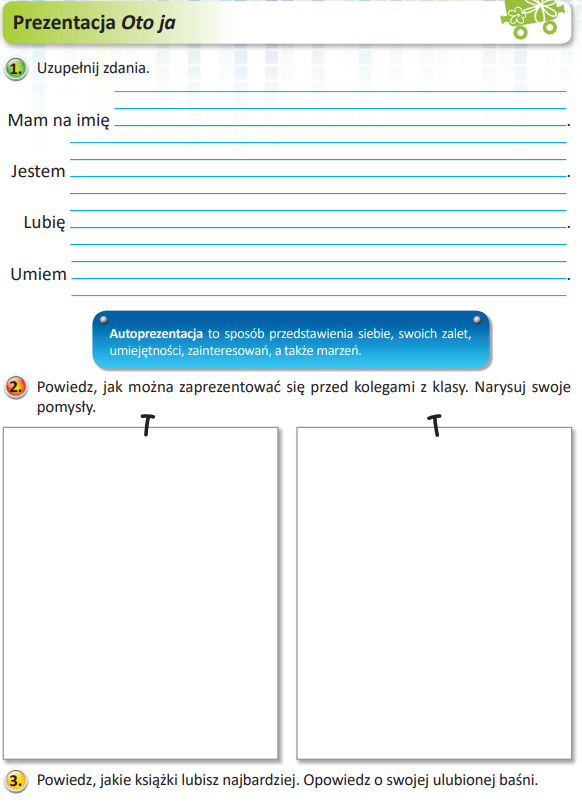 Prezentacja Oto ja
1. Uzupełnij zdania.
Mam na imię .
Jestem .
Lubię .
Umiem .
Autoprezentacja to sposób przedstawienia siebie, swoich zalet,
umiejętności, zainteresowań, a także marzeń.
2. Powiedz, jak można zaprezentować się przed kolegami z klasy. Narysuj swoje
pomysły.
3. Powiedz, jakie książki lubisz najbardziej. Opowiedz o swojej ulubionej baśni.